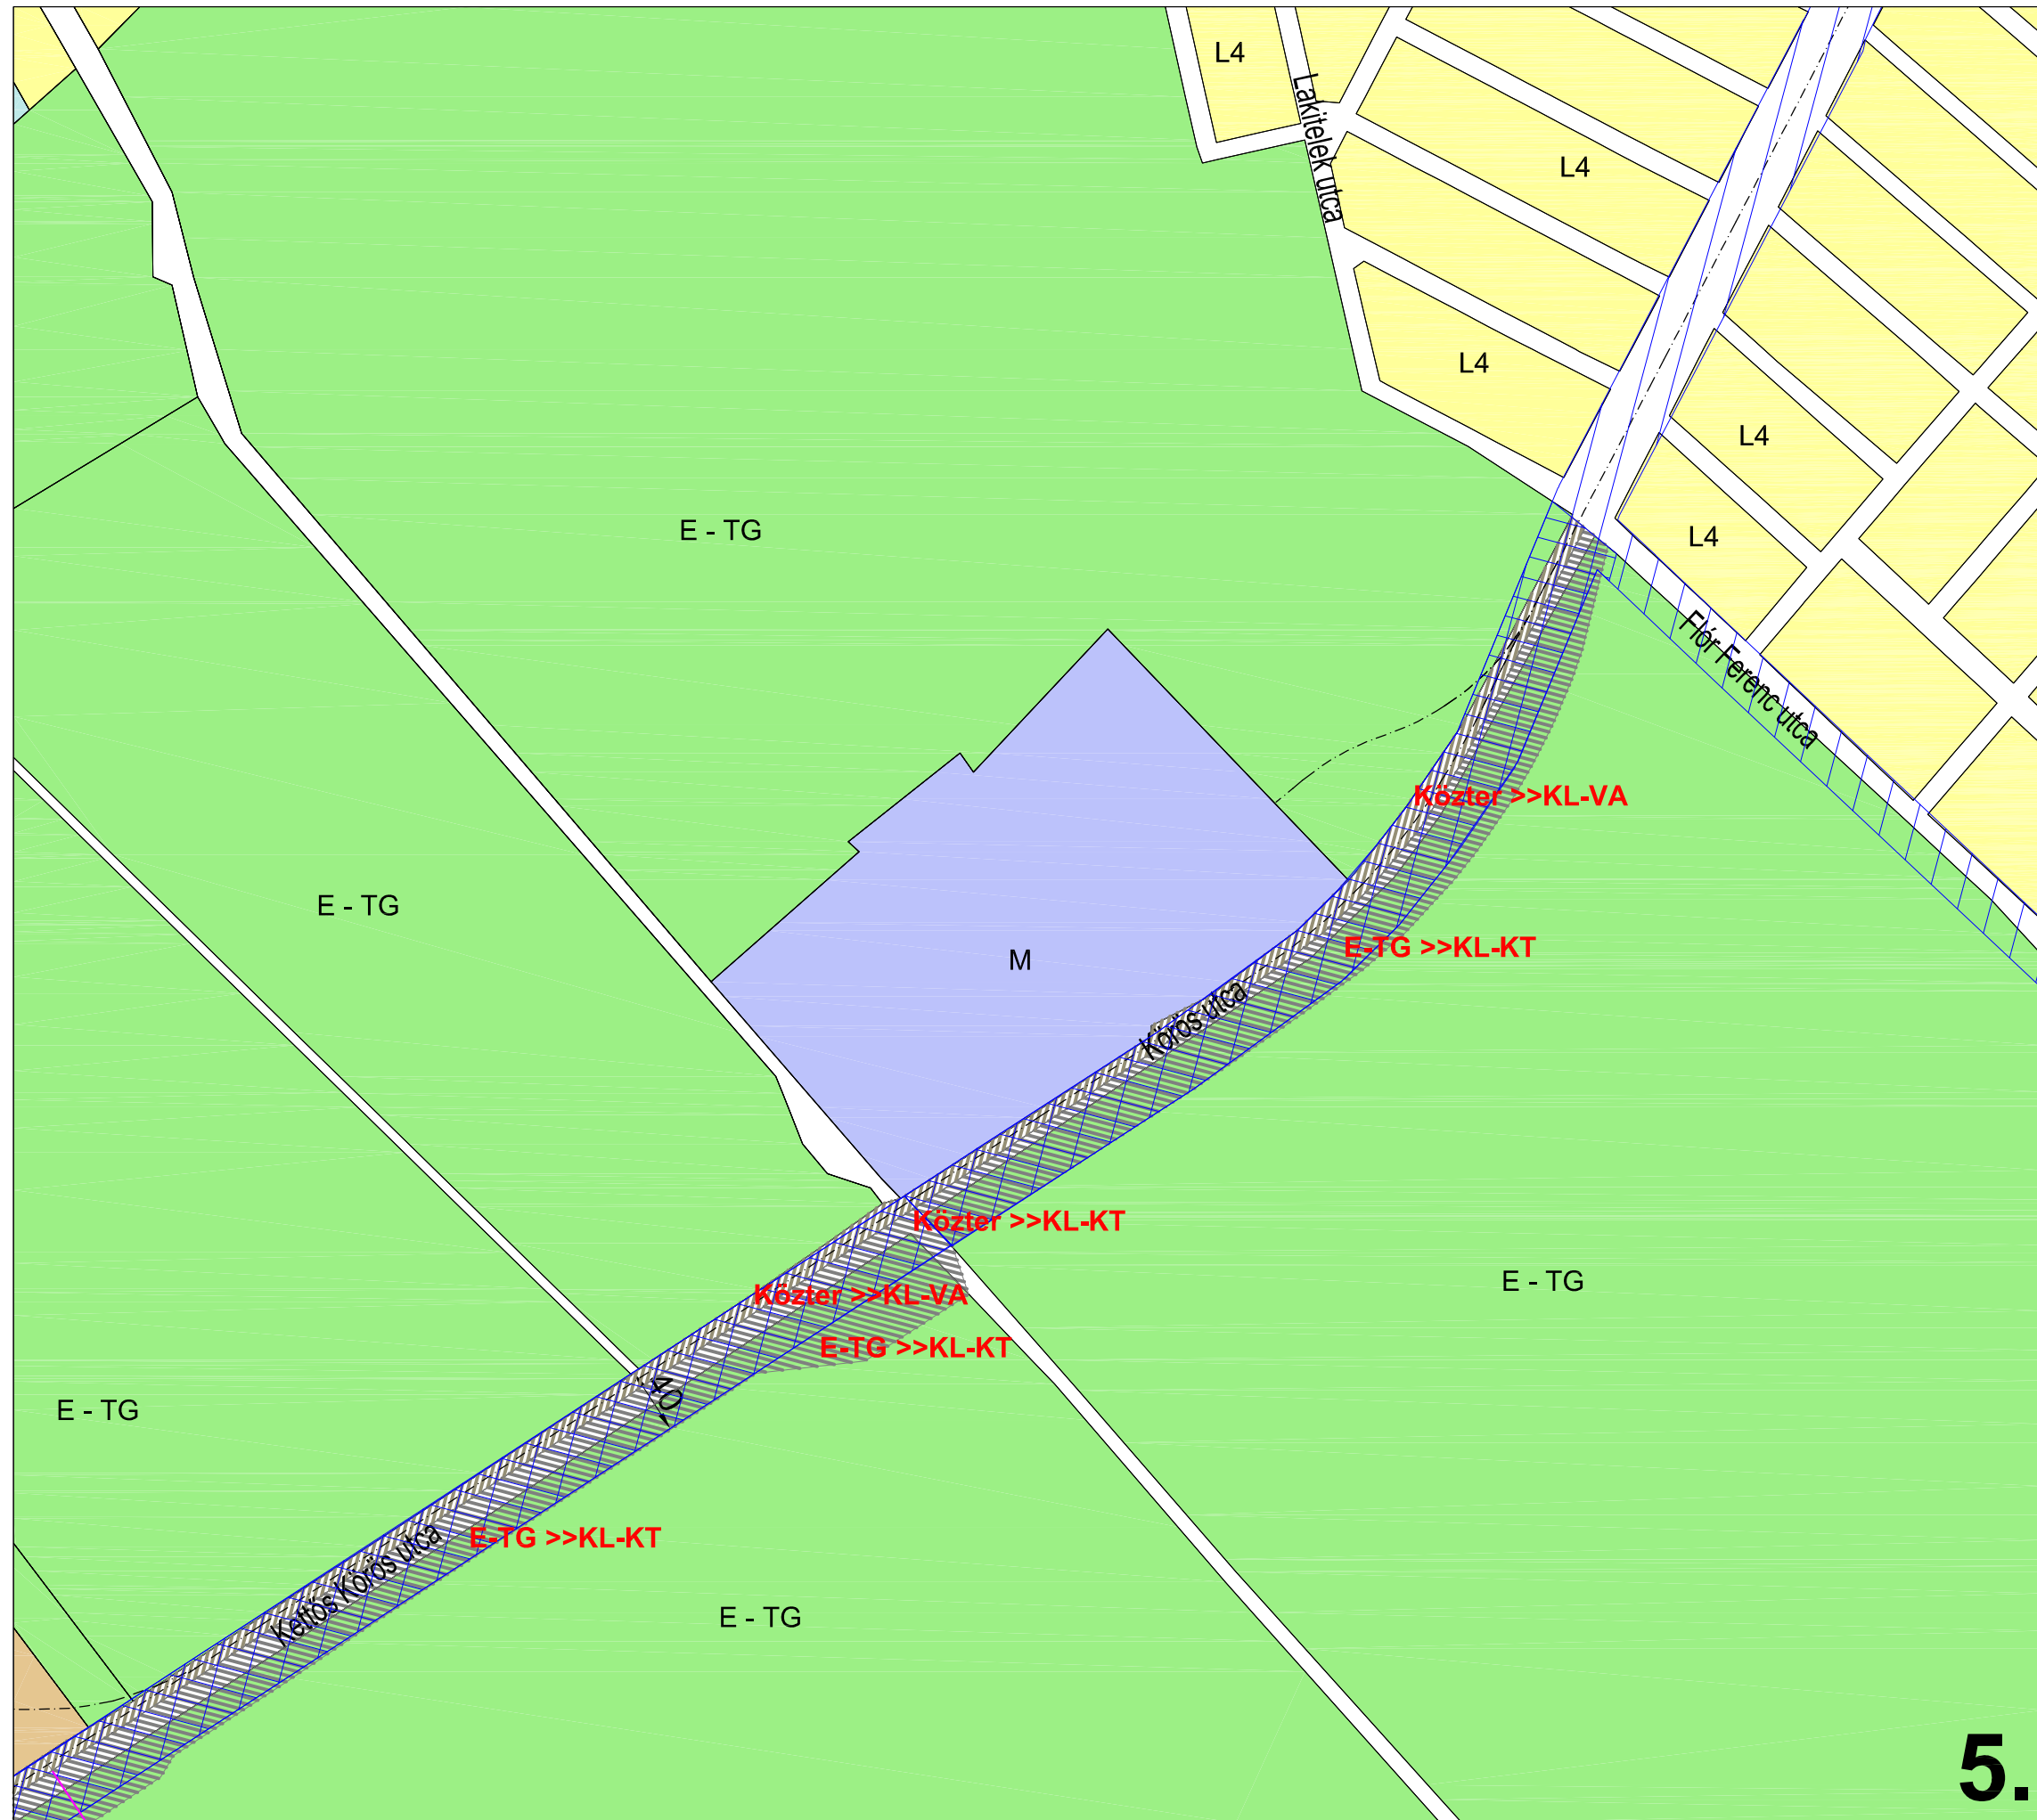 L4
Lakitelek utca
L4
L4
L4
E - TG
L4
Flór Ferenc utca
Közter >>KL-VA
E - TG
E-TG >>KL-KT
M
Körös utca
Közter >>KL-KT
E - TG
Közter >>KL-VA
E-TG >>KL-KT
40
E - TG
E-TG >>KL-KT
Kettős Körös utca
E - TG
5.